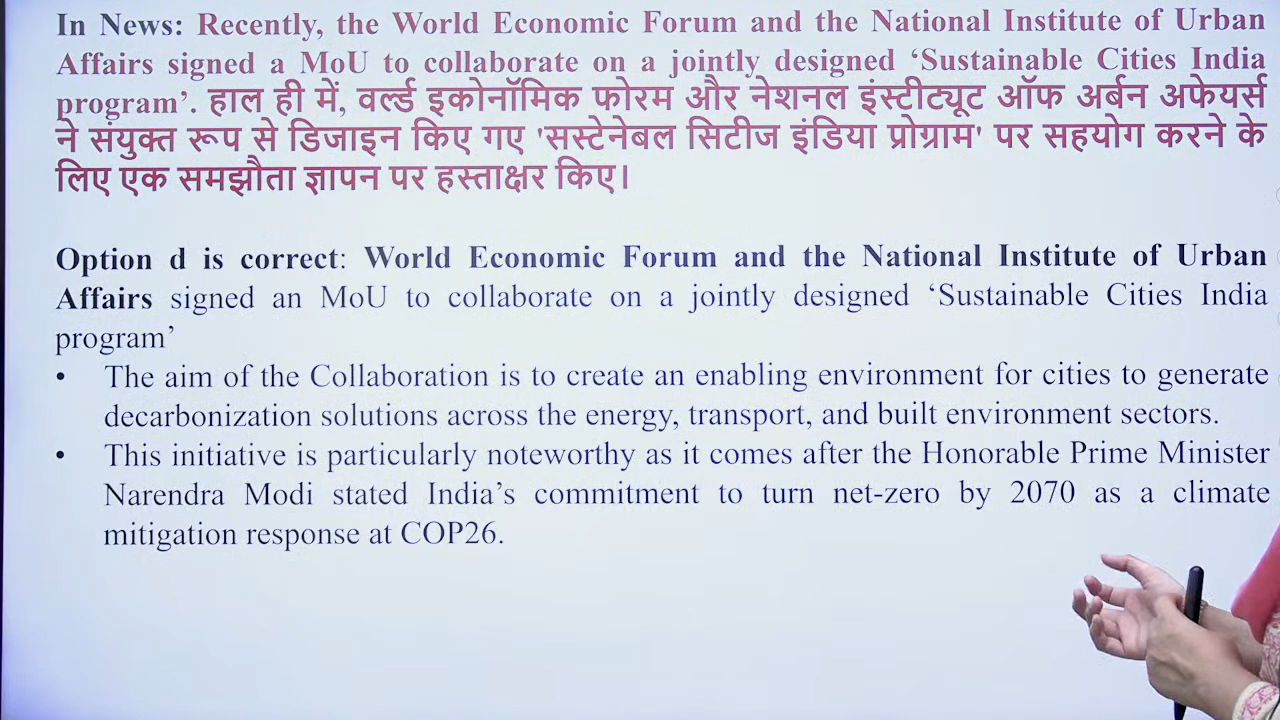 In News: Recently, the World Economic Forum and the National Institute of Urban
Affairs signed a MoU to collaborate on a jointly designed ‘Sustainable Cities India
program’. हाल ही में, वर्ल्ड इकोनॉमिक फोरम और नेशनल इंस्टीट्यूट ऑफ अर्बन अफेयर्स
ने संयुक्त रूप से डिजाइन किए गए 'सस्टेनेबल सिटीज इंडिया प्रोग्राम' पर सहयोग करने के
लिए एक समझौता ज्ञापन पर हस्ताक्षर किए।
Option d is correct: World Economic Forum and the National Institute of Urban
Affairs signed an MoU to collaborate on a jointly designed ‘Sustainable Cities India
program’
• The aim of the Collaboration is to create an enabling environment for cities to generate
decarbonization solutions across the energy, transport, and built environment sectors.
• This initiative is particularly noteworthy as it comes after the Honorable Prime Minister
Narendra Modi stated India’s commitment to turn net-zero by 2070 as a climate
mitigation response at COP26.